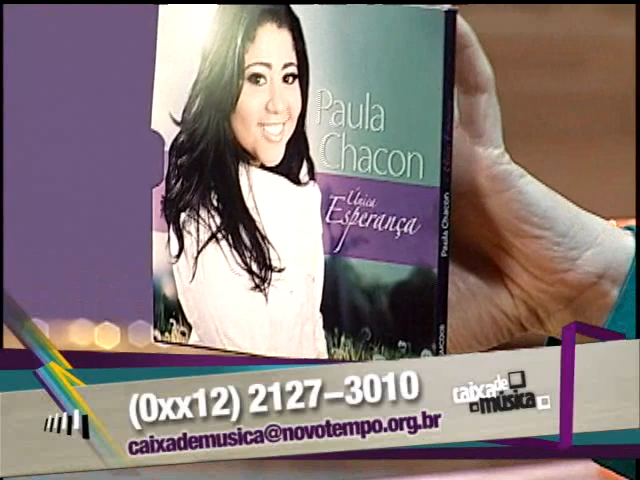 Paula
Chacon
Única
Esperança
Paula Chacon
(0xx12) 2127-3010
caixademusica@novotempo.org.br
caixa de
música